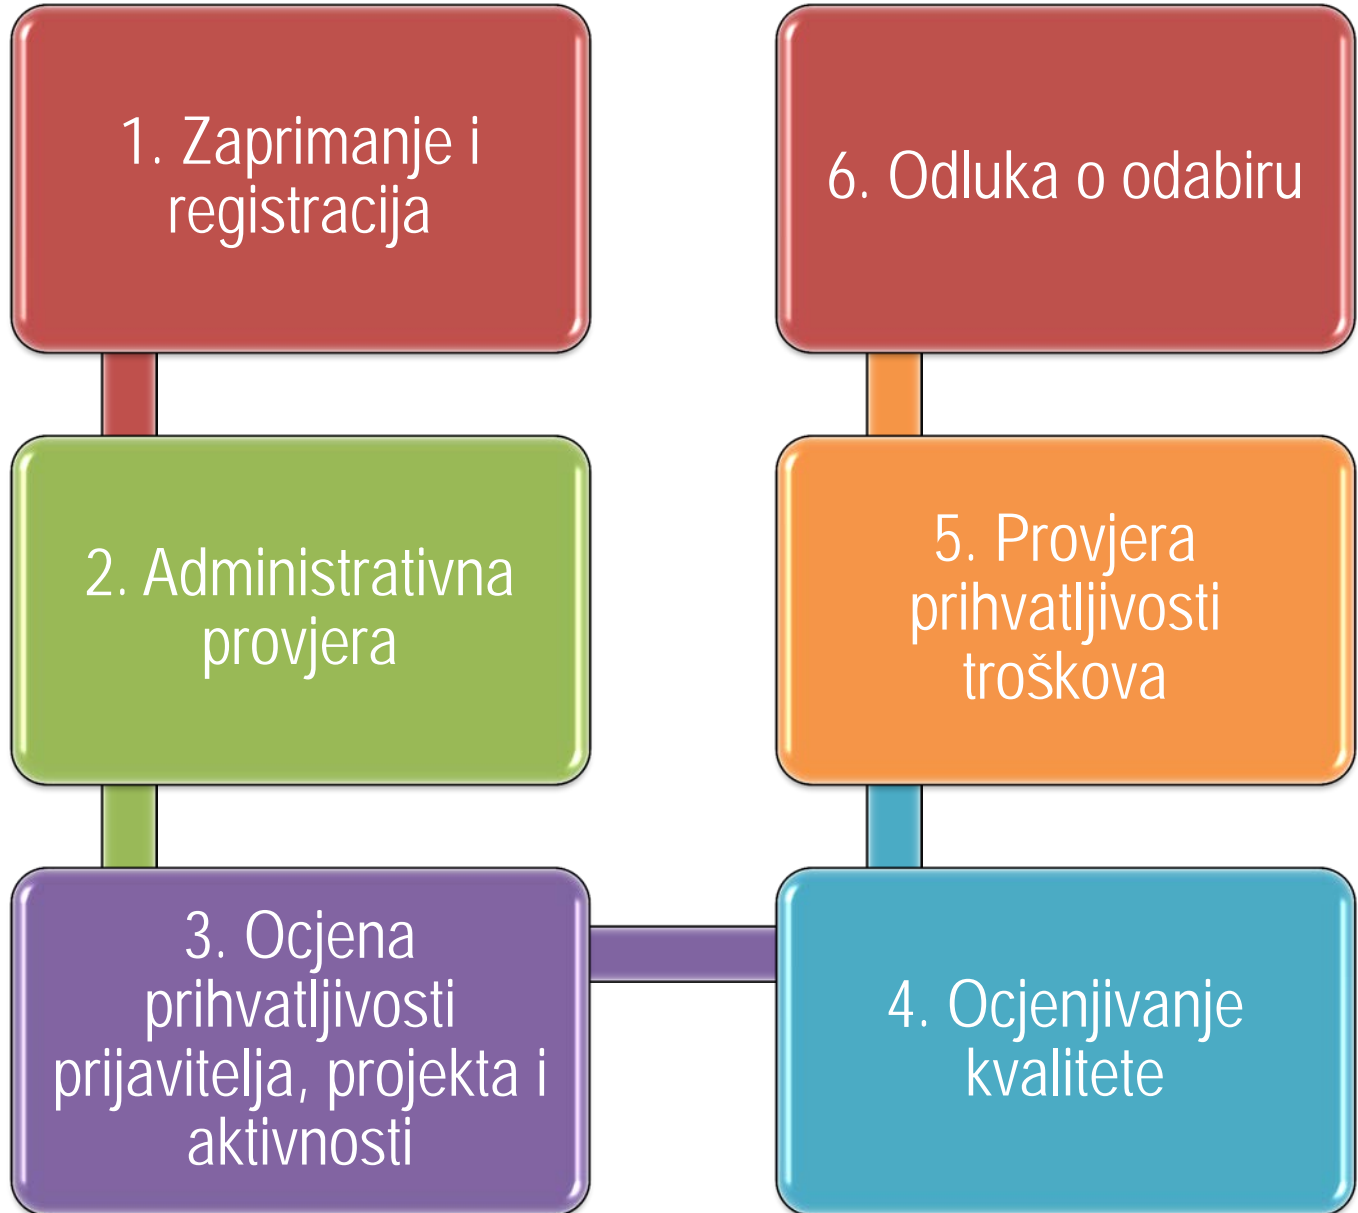 1. Zaprimanje i
registracija
2. Administrativna
provjera
3. Ocjena
prihvatljivosti
prijavitelja, projekta i
aktivnosti
4. Ocjenjivanje
kvalitete
5. Provjera
prihvatljivosti
troškova
6. Odluka o odabiru